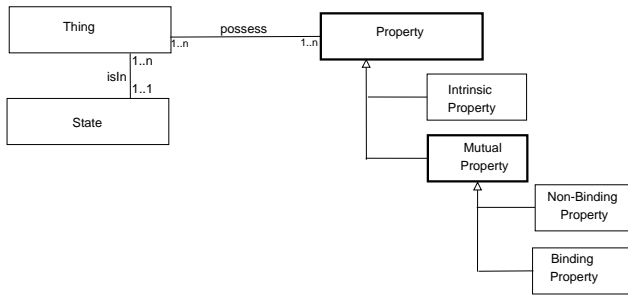 Thing
possess
Property
1..n
1..n
1..n
isIn
1..1
State
Intrinsic
Property
Mutual
Property
Non-Binding
Property
Binding
Property